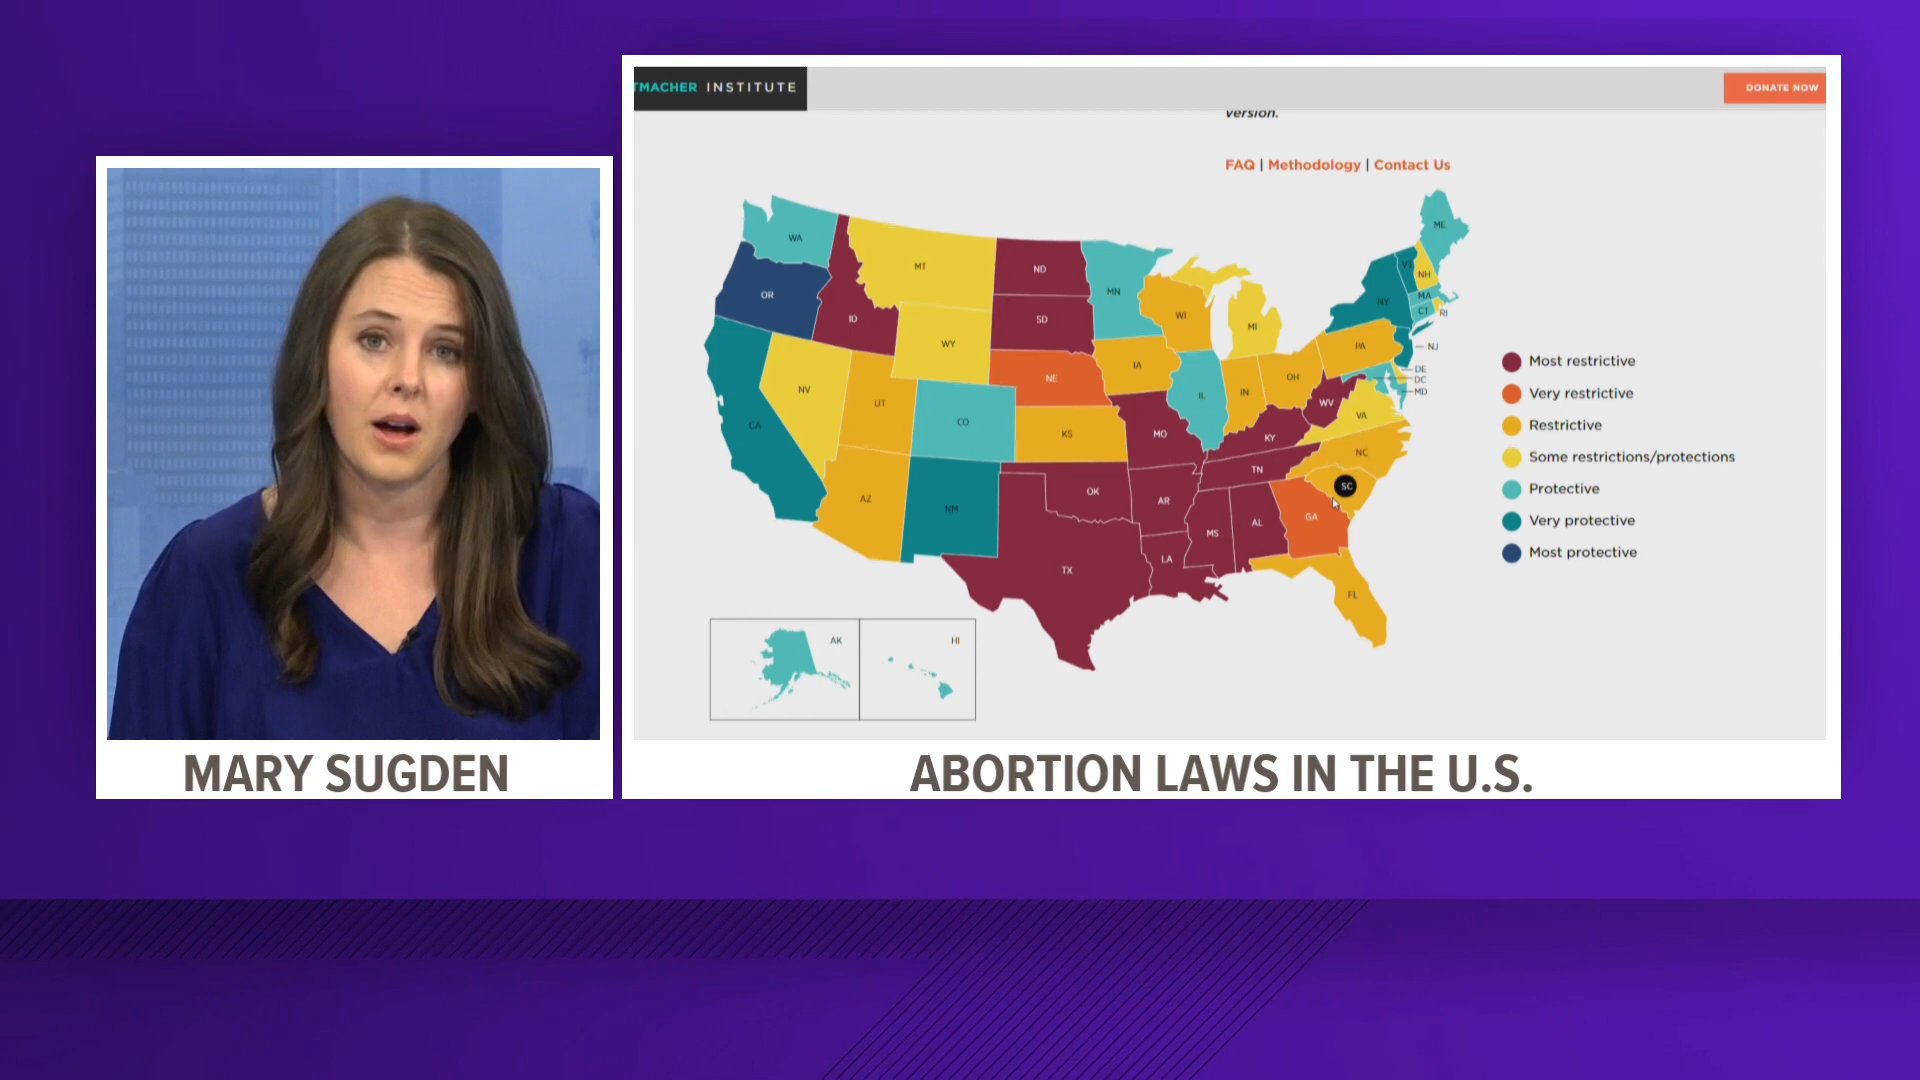 TMACHER INSTITUTE
DONATE NOW
version.
FAQ | Methodology | Contact Us
WA
MT
ND
MN
ME
VT
NH
OR
ID
SD
WI
MI
NY
MA
CT
RI
WY
NE
IA
PA
NJ
NV
UT
CO
KS
IL
IN
OH
DE
DC
MD
CA
MO
KY
WV
VA
AZ
NM
OK
AR
TN
NC
SC
TX
LA
MS
AL
GA
FL
AK
HI
Most restrictive
Very restrictive
Restrictive
Some restrictions/protections
Protective
Very protective
Most protective
MARY SUGDEN
ABORTION LAWS IN THE U.S.